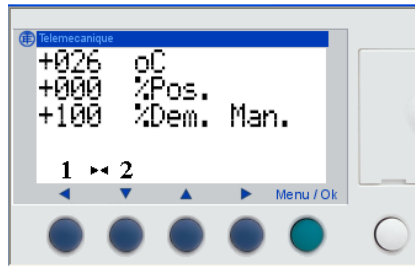 Telemecanique
+026 oC
+000 %Pos.
+100 %Dem. Man.
1 ⧓ 2
◄ ▼ ▲ ► Menu / Ok